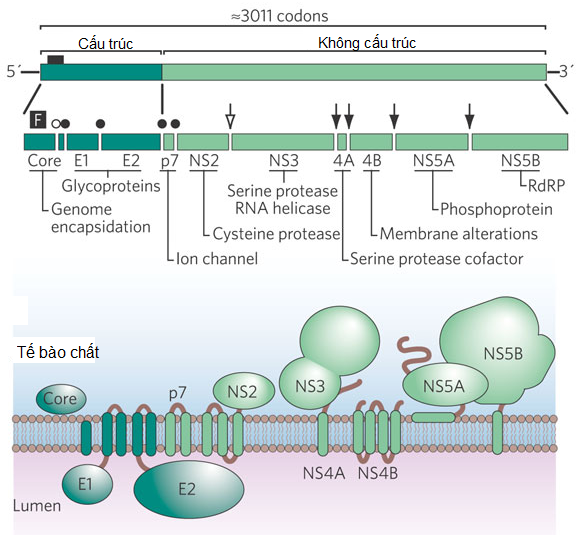 ≈3011 codons
Cấu trúc
Không cấu trúc
5´
3´
F
Core
E1
E2
p7
NS2
NS3
4A
4B
NS5A
NS5B
Glycoproteins
Genome
encapsidation
Serine protease
RNA helicase
Cysteine protease
Ion channel
RdRP
Phosphoprotein
Membrane alterations
Serine protease cofactor
Tế bào chất
Core
p7
NS2
NS3
NS5A
NS5B
NS4A
NS4B
E1
E2
Lumen